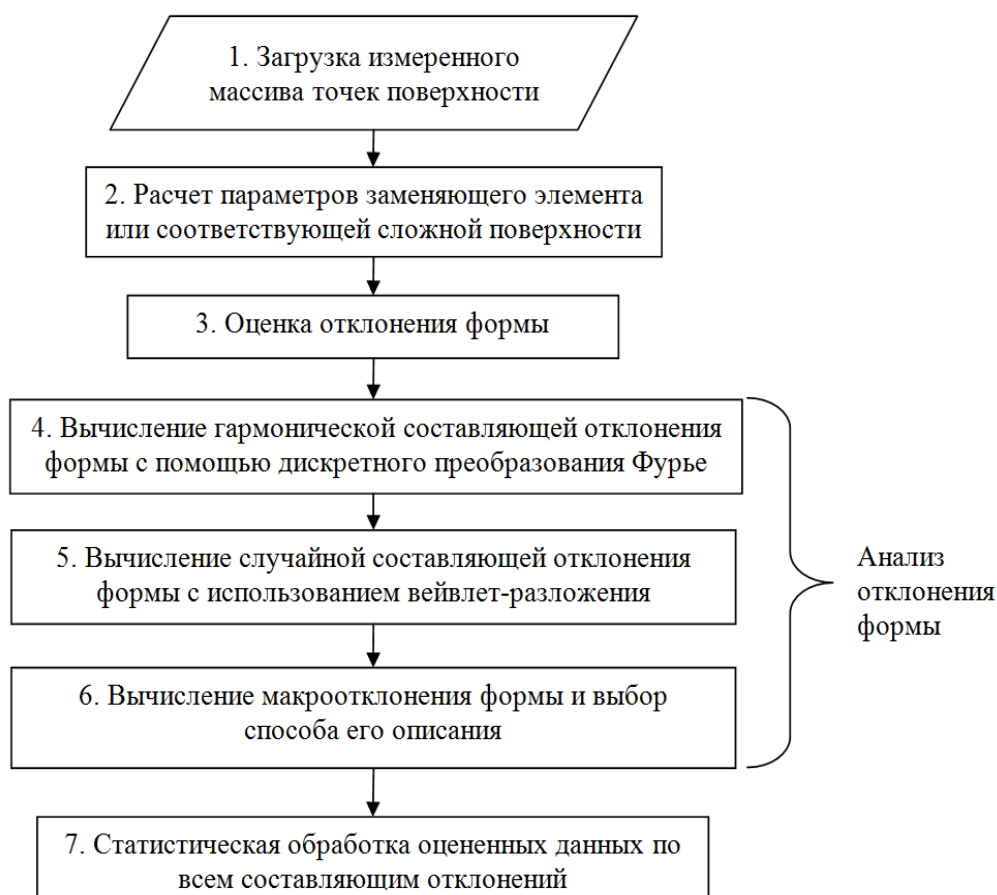 1. Загрузка измеренного
массива точек поверхности
2. Расчет параметров заменяющего элемента
или соответствующей сложной поверхности
3. Оценка отклонения формы
4. Вычисление гармонической составляющей отклонения
формы с помощью дискретного преобразования Фурье
5. Вычисление случайной составляющей отклонения
формы с использованием вейвлет-разложения
6. Вычисление макроотклонения формы и выбор
способа его описания
Анализ
отклонения
формы
7. Статистическая обработка оцененных данных по
всем составляющим отклонений